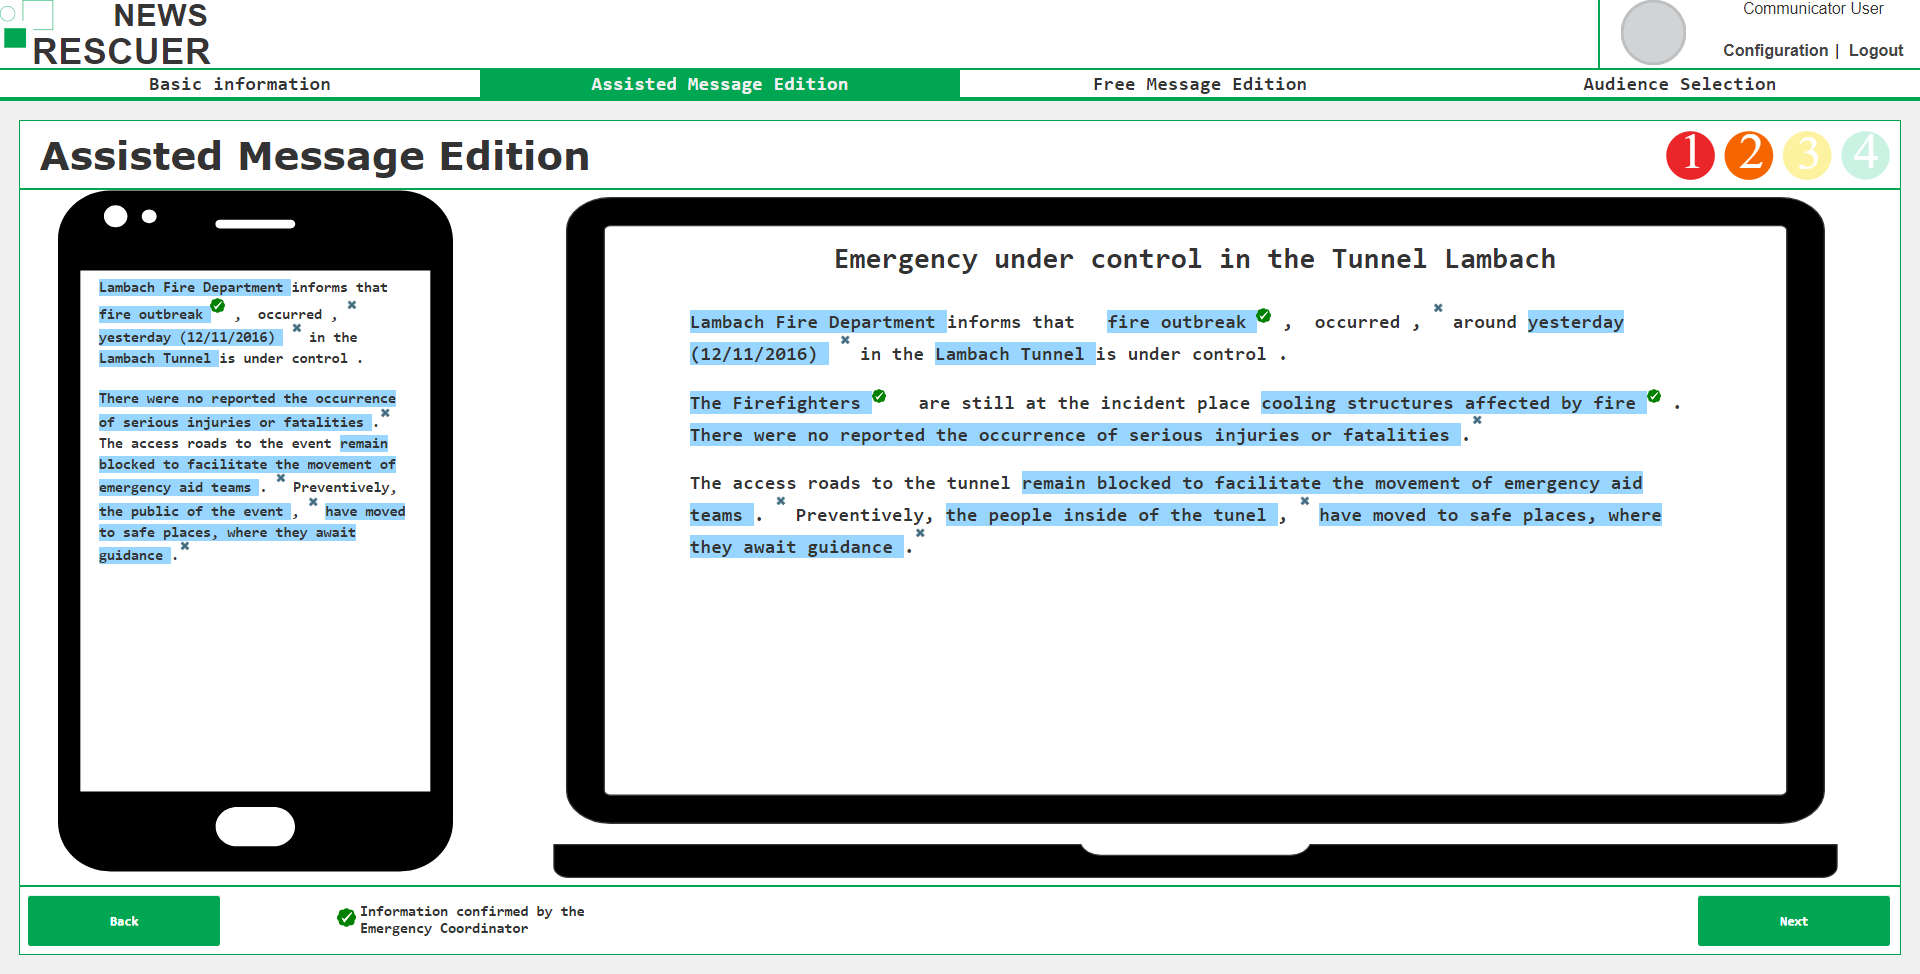 NEWS
RESCUER
Communicator User
Configuration | Logout
Basic information
Assisted Message Edition
Free Message Edition
Audience Selection
Assisted Message Edition
1 2 3 4
Lambach Fire Department informs that
fire outbreak , occurred ,
yesterday (12/11/2016) in the
Lambach Tunnel is under control .
There were no reported the occurrence
of serious injuries or fatalities .
The access roads to the event remain
blocked to facilitate the movement of
emergency aid teams . Preventively,
the public of the event , have moved
to safe places, where they await
guidance .
Emergency under control in the Tunnel Lambach
Lambach Fire Department informs that fire outbreak , occurred , around yesterday
(12/11/2016) in the Lambach Tunnel is under control .
The Firefighters are still at the incident place cooling structures affected by fire .
There were no reported the occurrence of serious injuries or fatalities .
The access roads to the tunnel remain blocked to facilitate the movement of emergency aid
teams . Preventively, the people inside of the tunel , have moved to safe places, where
they await guidance .
Back
Information confirmed by the
Emergency Coordinator
Next